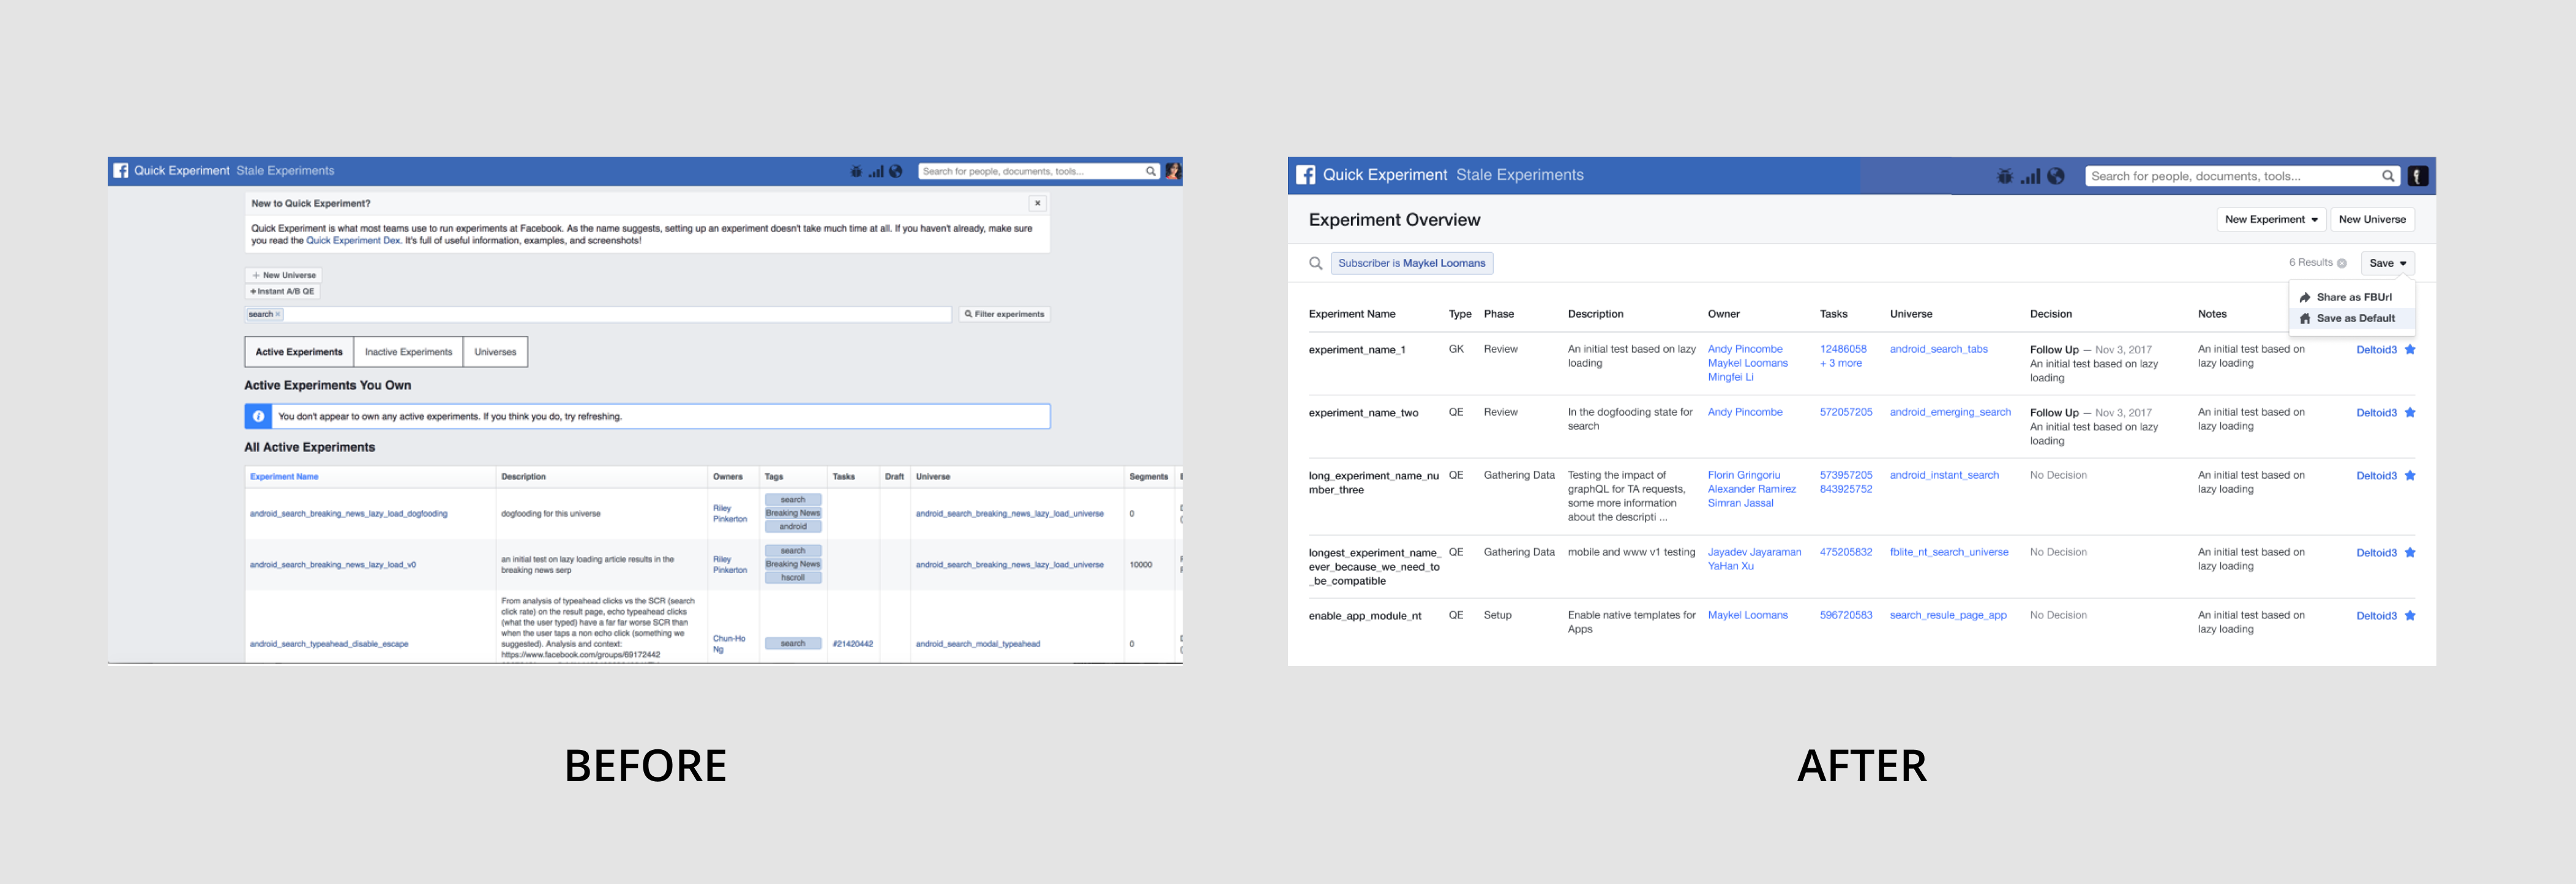 Quick Experiment Stale Experiments
Search for people, documents, tools...
New to Quick Experiment?
Quick Experiment is what most teams use to run experiments at Facebook. As the name suggests, setting up an experiment doesn't take much time at all. If you haven't already, make sure
you read the Quick Experiment Dex. It's full of useful information, examples, and screenshots!
+ New Universe
+ Instant A/B QE
search ×
Filter experiments
Active Experiments Inactive Experiments Universes
Active Experiments You Own
You don't appear to own any active experiments. If you think you do, try refreshing.
All Active Experiments
Experiment Name Description Owners Tags Tasks Draft Universe Segments
android_search_breaking_news_lazy_load_dogfooding
dogfooding for this universe
Riley
Pinkerton
search
Breaking News
android
android_search_breaking_news_lazy_load_universe
0
android_search_breaking_news_lazy_load_v0
an initial test on lazy loading article results in the
breaking news serp
Riley
Pinkerton
search
Breaking News
hscroll
android_search_breaking_news_lazy_load_universe
10000
android_search_typeahead_disable_escape
From analysis of typeahead clicks vs the SCR (search
click rate) on the result page, echo typeahead clicks
(what the user typed) have a far far worse SCR than
when the user taps a non echo click (something we
suggested). Analysis and context:
https://www.facebook.com/groups/69172442
Chun-Ho
Ng
search
#21420442
android_search_modal_typeahead
0
BEFORE
Quick Experiment Stale Experiments
Search for people, documents, tools...
Experiment Overview
New Experiment
New Universe
Subscriber is Maykel Loomans
6 Results
Save
Share as FBUrl
Save as Default
Experiment Name Type Phase Description Owner Tasks Universe Decision Notes
experiment_name_1
GK
Review
An initial test based on lazy
loading
Andy Pincombe
Maykel Loomans
Mingfei Li
12486058
+ 3 more
android_search_tabs
Follow Up — Nov 3, 2017
An initial test based on lazy
loading
An initial test based on
lazy loading
Deltoid3
experiment_name_two
QE
Review
In the dogfooding state for
search
Andy Pincombe
572057205
android_emerging_search
Follow Up — Nov 3, 2017
An initial test based on lazy
loading
An initial test based on
lazy loading
Deltoid3
long_experiment_name_nu
mber_three
QE
Gathering Data
Testing the impact of
graphQL for TA requests,
some more information
about the descripti ...
Florin Gringoriu
Alexander Ramirez
Simran Jassal
573957205
843925752
android_instant_search
No Decision
An initial test based on
lazy loading
Deltoid3
longest_experiment_name_
ever_because_we_need_to
_be_compatible
QE
Gathering Data
mobile and www v1 testing
Jayadev Jayaraman
YaHan Xu
475205832
fblite_nt_search_universe
No Decision
An initial test based on
lazy loading
Deltoid3
enable_app_module_nt
QE
Setup
Enable native templates for
Apps
Maykel Loomans
596720583
search_resule_page_app
No Decision
An initial test based on
lazy loading
Deltoid3
AFTER